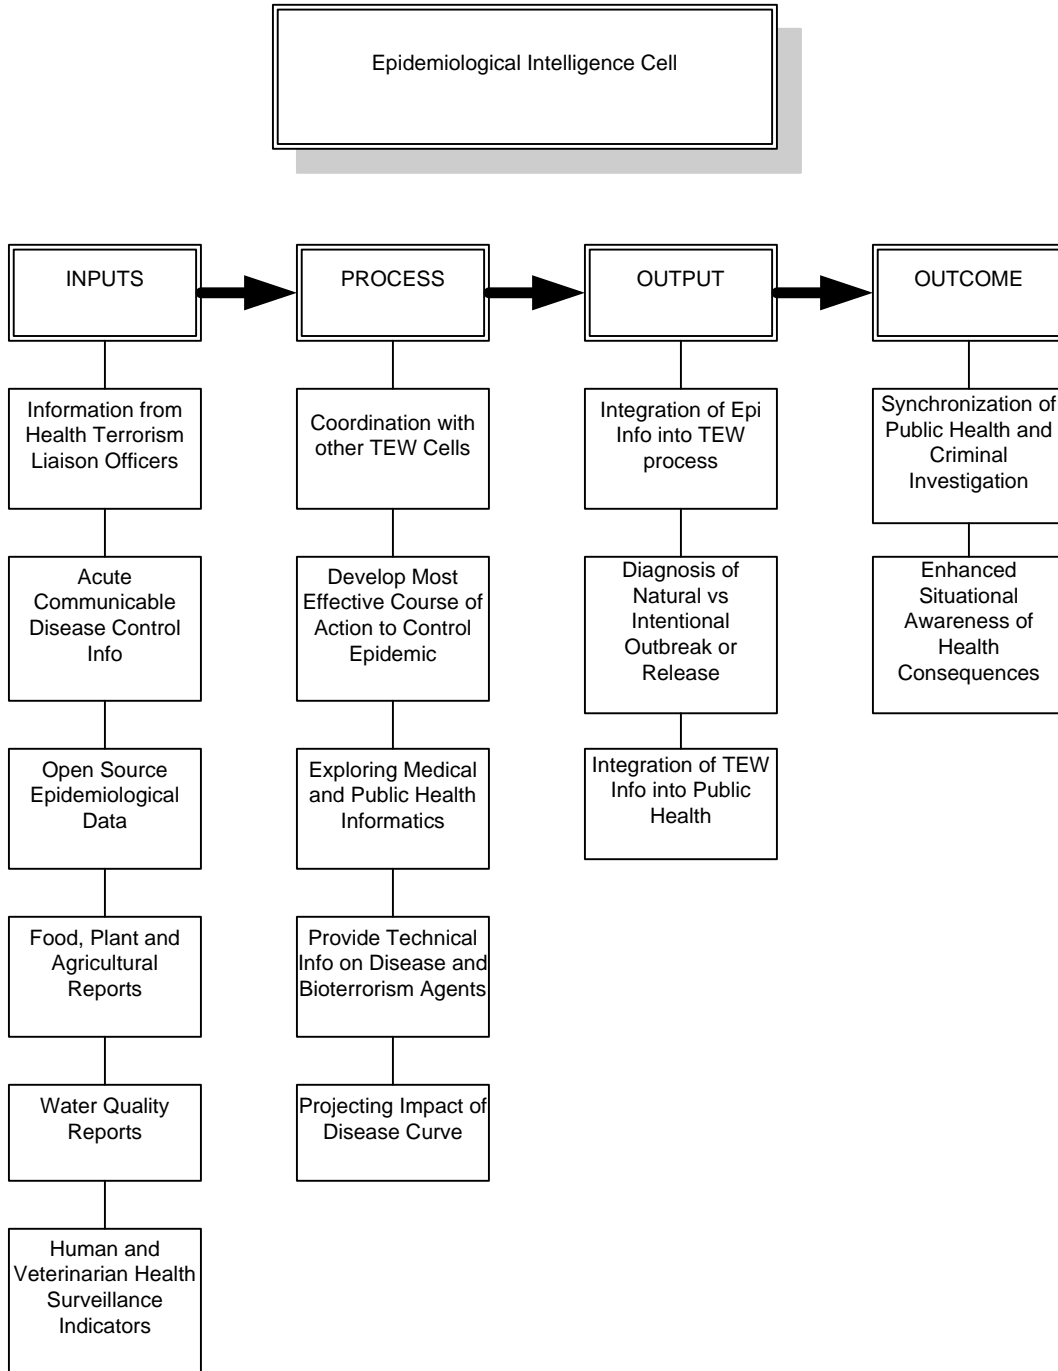 Epidemiological Intelligence Cell
INPUTS
Information from
Health Terrorism
Liaison Officers
Acute
Communicable
Disease Control
Info
Open Source
Epidemiological
Data
Food, Plant and
Agricultural
Reports
Water Quality
Reports
Human and
Veterinarian Health
Surveillance
Indicators
PROCESS
Coordination with
other TEW Cells
Develop Most
Effective Course of
Action to Control
Epidemic
Exploring Medical
and Public Health
Informatics
Provide Technical
Info on Disease and
Bioterrorism Agents
Projecting Impact of
Disease Curve
OUTPUT
Integration of Epi
Info into TEW
process
Diagnosis of
Natural vs
Intentional
Outbreak or
Release
Integration of TEW
Info into Public
Health
OUTCOME
Synchronization of
Public Health and
Criminal
Investigation
Enhanced
Situational
Awareness of
Health
Consequences